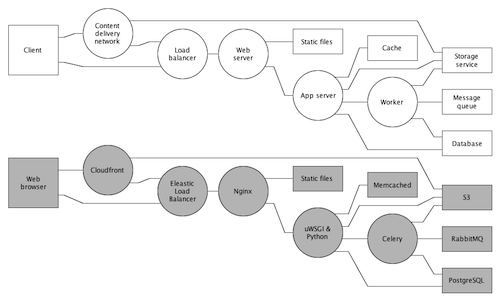 Client
Content
delivery
network
Load
balancer
Web
server
Static files
App server
Cache
Worker
Storage
service
Message
queue
Database
Web
browser
Cloudfront
Eleastic
Load
Balancer
Nginx
Static files
uWSGI &
Python
Memcached
Celery
S3
RabbitMQ
PostgreSQL